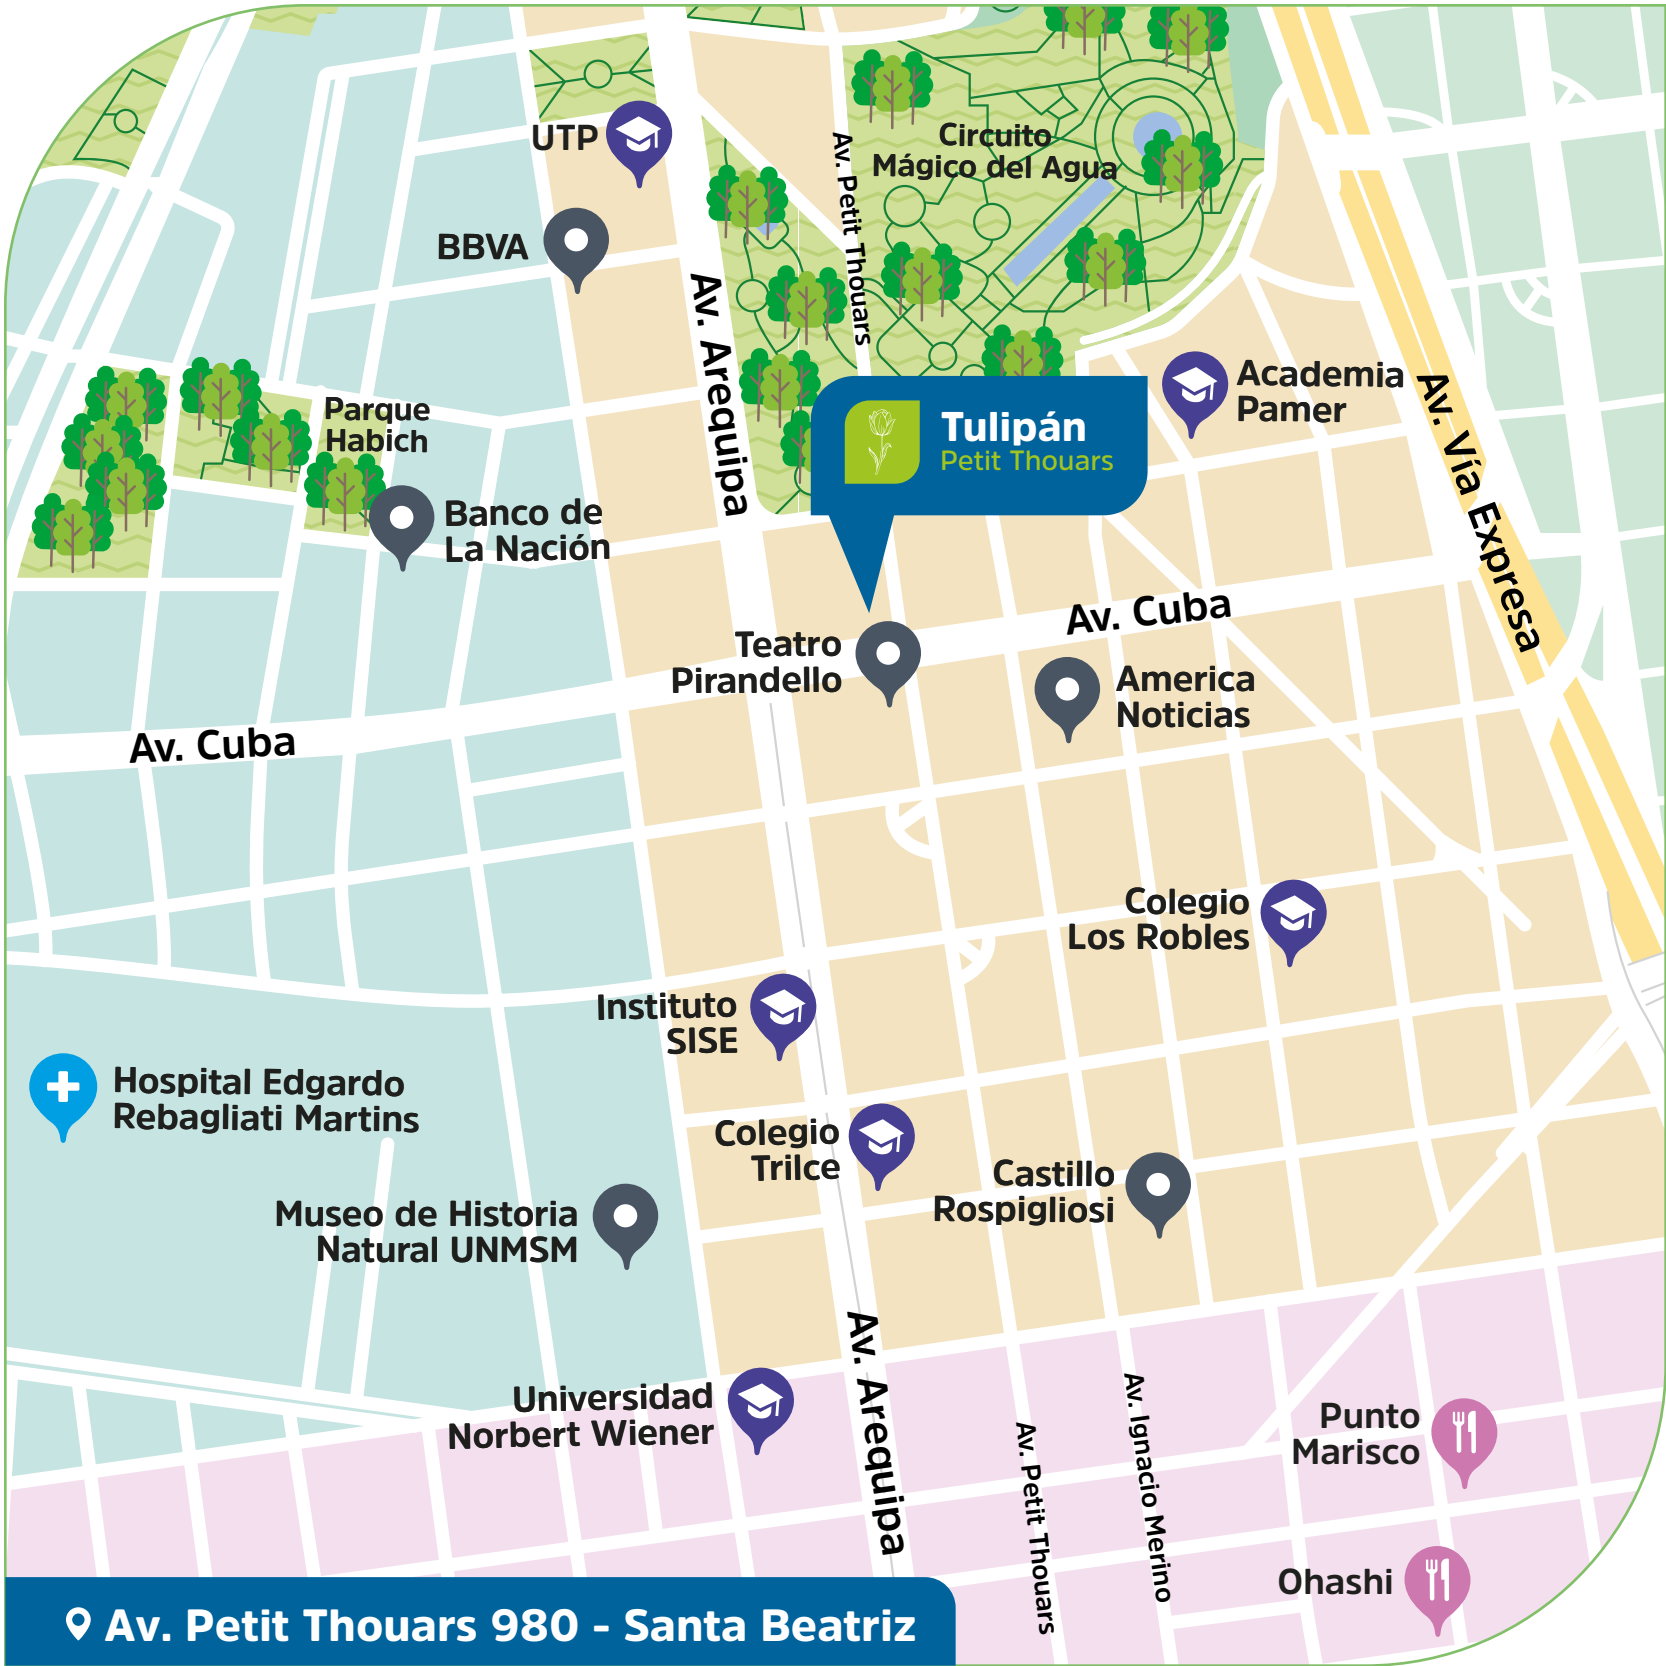 UTP
Circuito
Mágico del Agua
Av. Petit Thouars
BBVA
Av. Arequipa
Academia
Pamer
Av. Vía Expresa
Parque
Habich
Tulipán
Petit Thouars
Banco de
La Nación
Av. Cuba
Teatro
Pirandello
America
Noticias
Av. Cuba
Colegio
Los Robles
Instituto
SISE
Hospital Edgardo
Rebagliati Martins
Colegio
Trilce
Castillo
Rospigliosi
Museo de Historia
Natural UNMSM
Av. Arequipa
Universidad
Norbert Wiener
Av. Ignacio Merino
Av. Petit Thouars
Punto
Marisco
Ohashi
Av. Petit Thouars 980 - Santa Beatriz